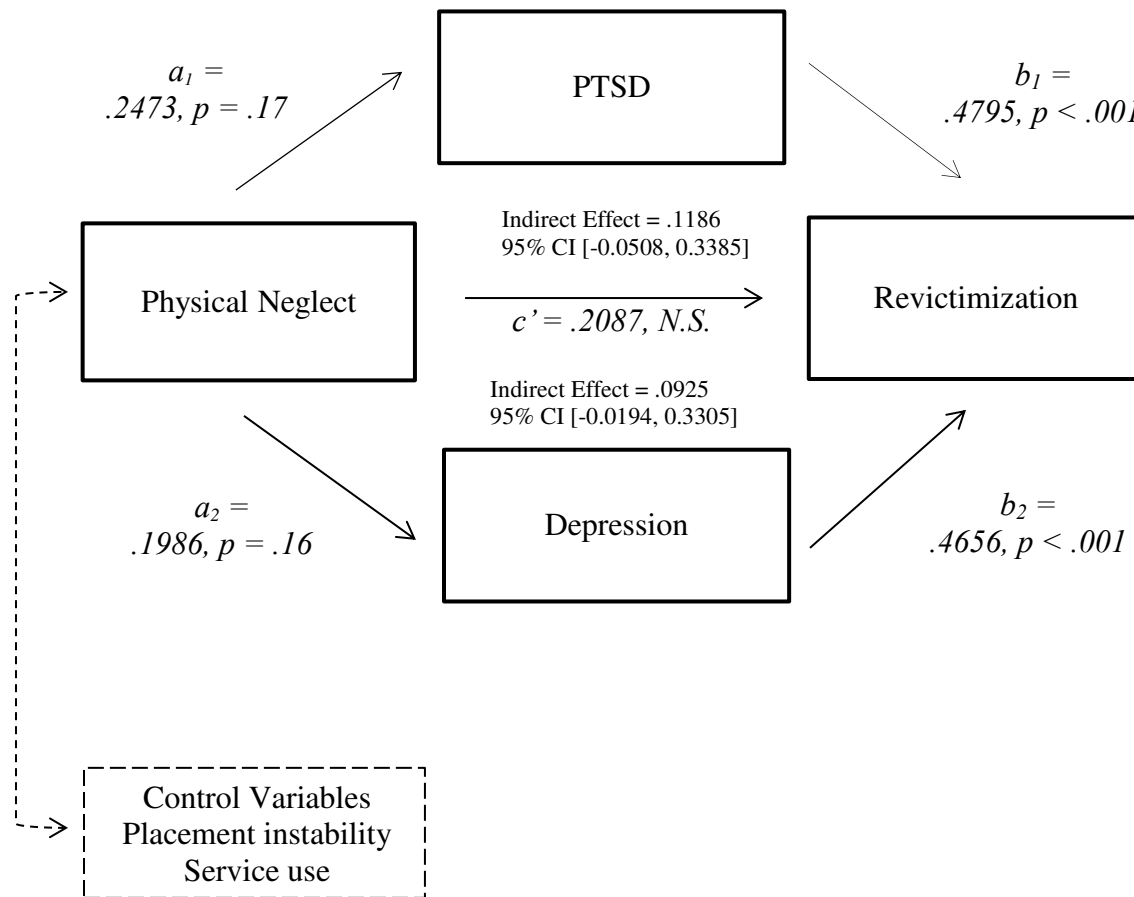 PTSD
a₁ =
.2473, p = .17
b₁ =
.4795, p < .001
Indirect Effect = .1186
95% CI [-0.0508, 0.3385]
Physical Neglect
Revictimization
c’ = .2087, N.S.
Indirect Effect = .0925
95% CI [-0.0194, 0.3305]
a₂ =
.1986, p = .16
Depression
b₂ =
.4656, p < .001
Control Variables
Placement instability
Service use